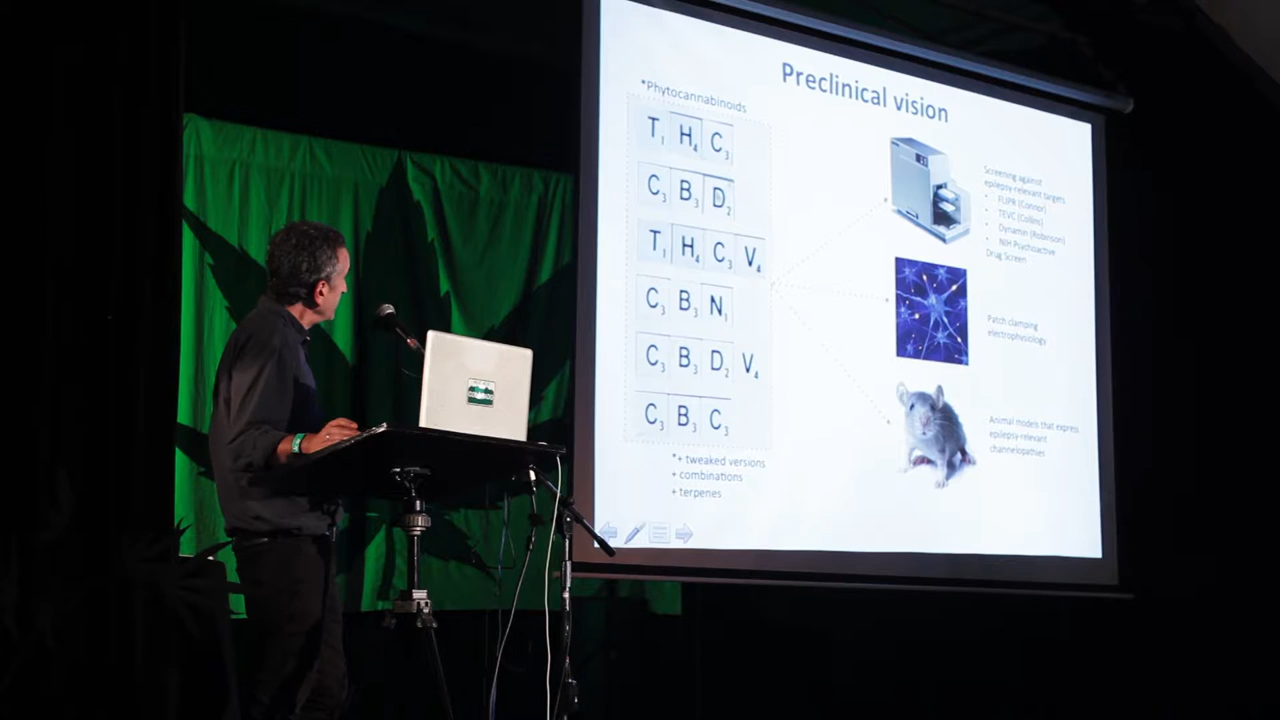 Preclinical vision
*Phytocannabinoids
T1 H4 C3
C3 B3 D2
T1 H4 C3 V4
C3 B3 N1
C3 B3 D2 V4
C3 B3 C3
*+ tweaked versions
+ combinations
+ terpenes
Screening against
epilepsy-relevant targets
• FLIPR (Connor)
• TEVC (Collins)
• Dynamin (Robinson)
• NIH Psychoactive
Drug Screen
Patch clamping
electrophysiology
Animal models that express
epilepsy-relevant
channelopathies